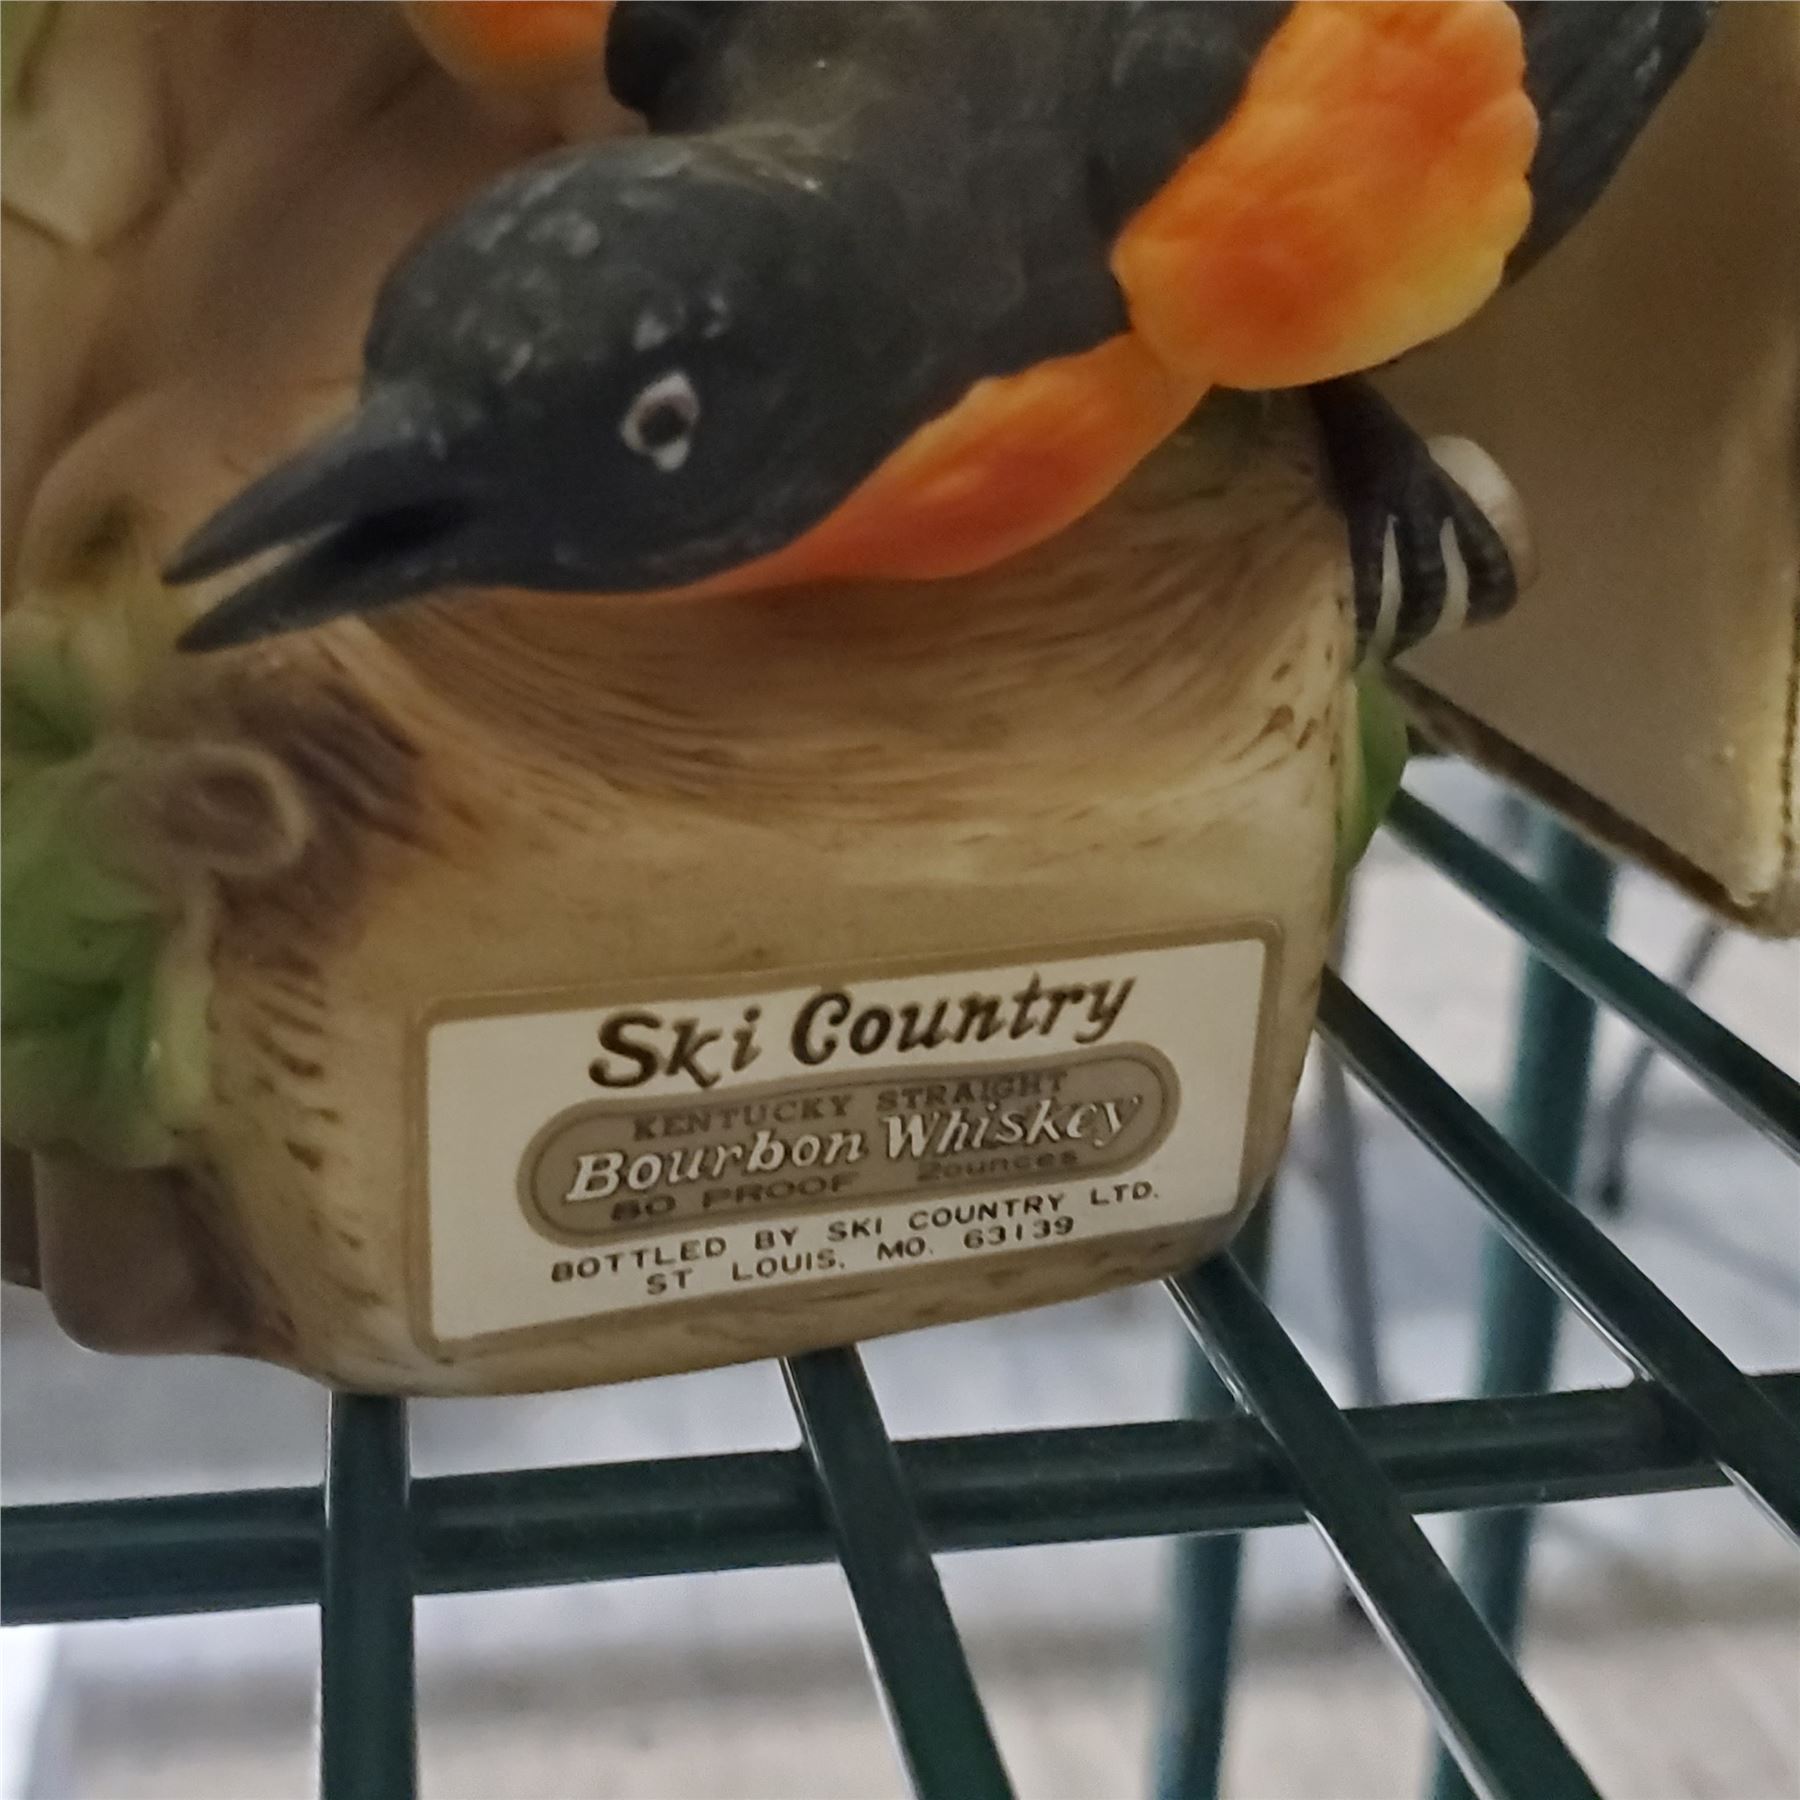 Ski Country
KENTUCKY STRAIGHT
Bourbon Whiskey
80 PROOF 2ounces
BOTTLED BY SKI COUNTRY LTD.
ST LOUIS, MO. 63139